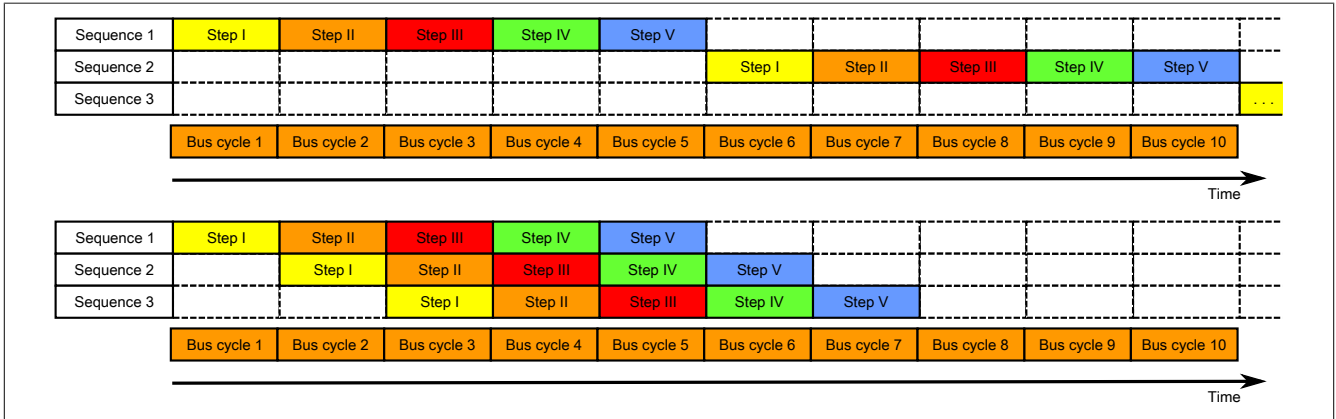 Sequence 1 Step I Step II Step III Step IV Step V
Sequence 2 Step I Step II Step III Step IV Step V
Sequence 3 . . .
Bus cycle 1 Bus cycle 2 Bus cycle 3 Bus cycle 4 Bus cycle 5 Bus cycle 6 Bus cycle 7 Bus cycle 8 Bus cycle 9 Bus cycle 10
Time
Sequence 1 Step I Step II Step III Step IV Step V
Sequence 2 Step I Step II Step III Step IV Step V
Sequence 3 Step I Step II Step III Step IV Step V
Bus cycle 1 Bus cycle 2 Bus cycle 3 Bus cycle 4 Bus cycle 5 Bus cycle 6 Bus cycle 7 Bus cycle 8 Bus cycle 9 Bus cycle 10
Time